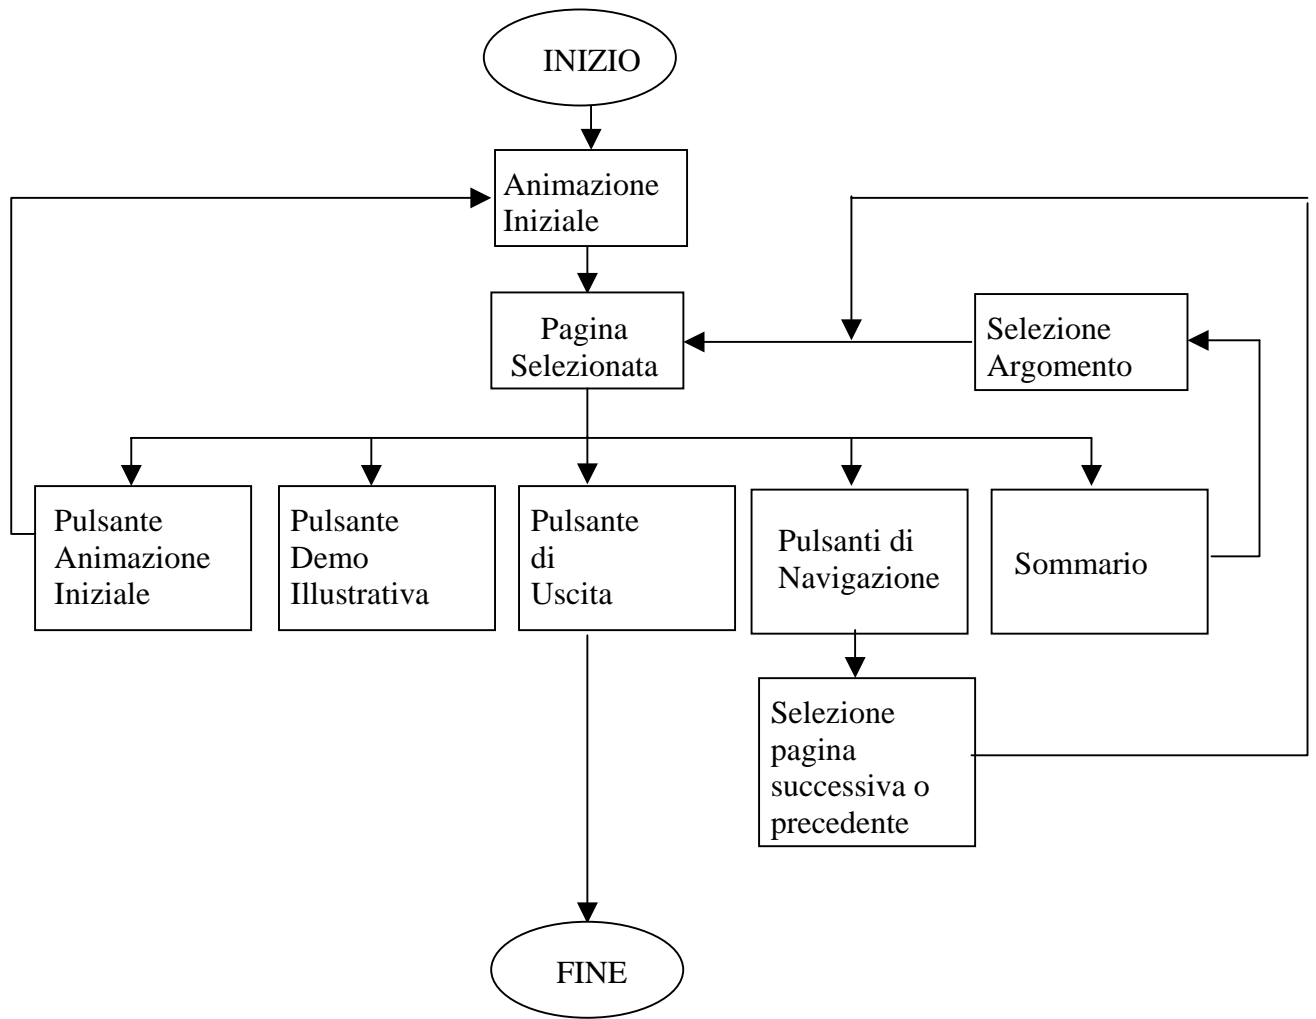 INIZIO
Animazione
Iniziale
Pagina
Selezionata
Selezione
Argomento
Pulsante
Animazione
Iniziale
Pulsante
Demo
Illustrativa
Pulsante
di
Uscita
Pulsanti di
Navigazione
Sommario
Selezione
pagina
successiva o
precedente
FINE